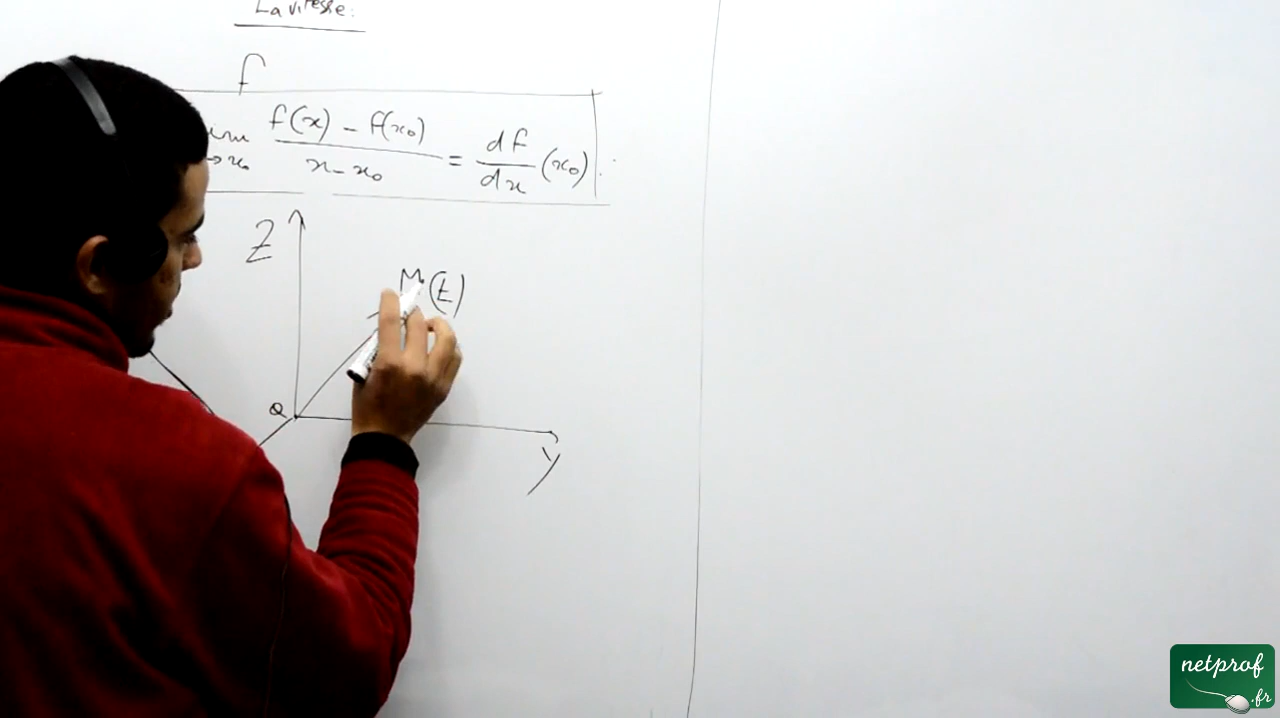 La vitesse:
f
lim f(x) - f(x₀) / x - x₀ = df / dx (x₀)
→ x₀
Z
M(t)
O
y
netprof
.fr